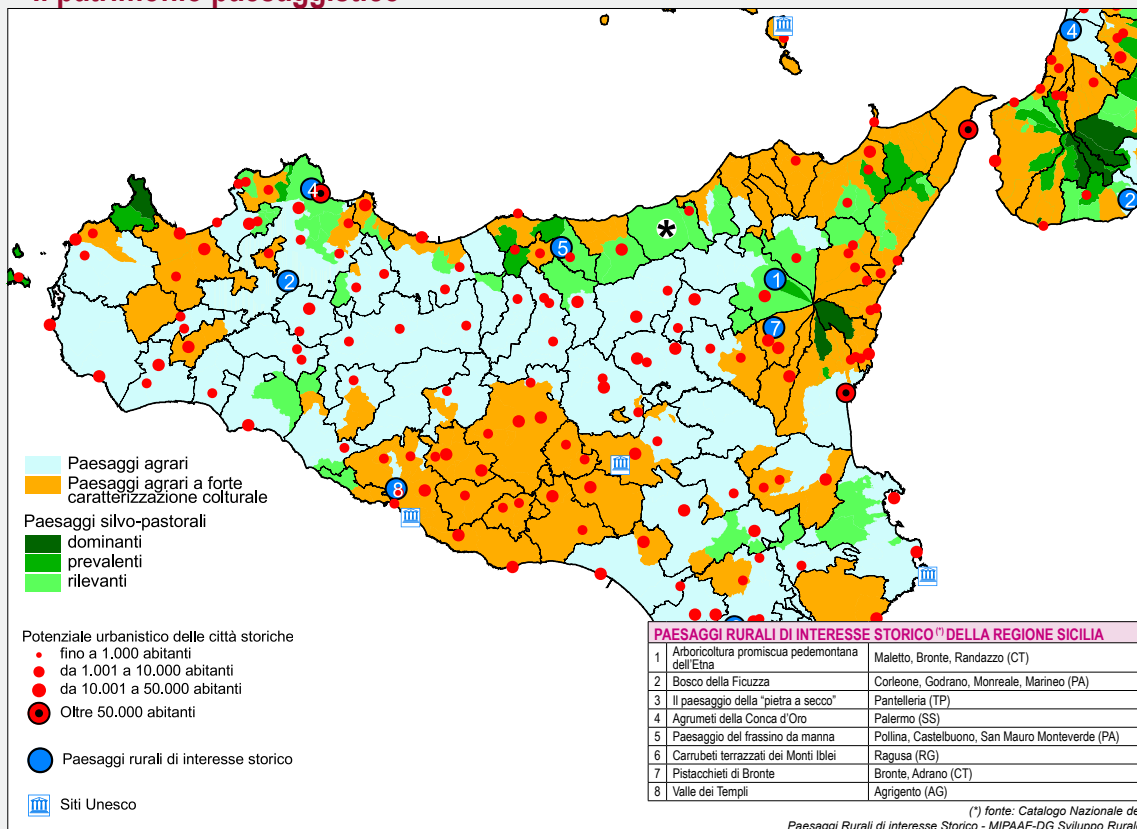 Il patrimonio paesaggistico
4
4
2
5
*
1
7
2
8
Paesaggi agrari
Paesaggi agrari a forte
caratterizzazione colturale
Paesaggi silvo-pastorali
dominanti
prevalenti
rilevanti
Potenziale urbanistico delle città storiche
fino a 1.000 abitanti
da 1.001 a 10.000 abitanti
da 10.001 a 50.000 abitanti
Oltre 50.000 abitanti
Paesaggi rurali di interesse storico
Siti Unesco
PAESAGGI RURALI DI INTERESSE STORICO (*) DELLA REGIONE SICILIA
1 Arboricoltura promiscua pedemontana dell'Etna Maletto, Bronte, Randazzo (CT)
2 Bosco della Ficuzza Corleone, Godrano, Monreale, Marineo (PA)
3 Il paesaggio della "pietra a secco" Pantelleria (TP)
4 Agrumeti della Conca d'Oro Palermo (SS)
5 Paesaggio del frassino da manna Pollina, Castelbuono, San Mauro Monteverde (PA)
6 Carrubeti terrazzati dei Monti Iblei Ragusa (RG)
7 Pistacchieti di Bronte Bronte, Adrano (CT)
8 Valle dei Templi Agrigento (AG)
(*) fonte: Catalogo Nazionale de
Paesaggi Rurali di interesse Storico - MIPAAF-DG Sviluppo Rural